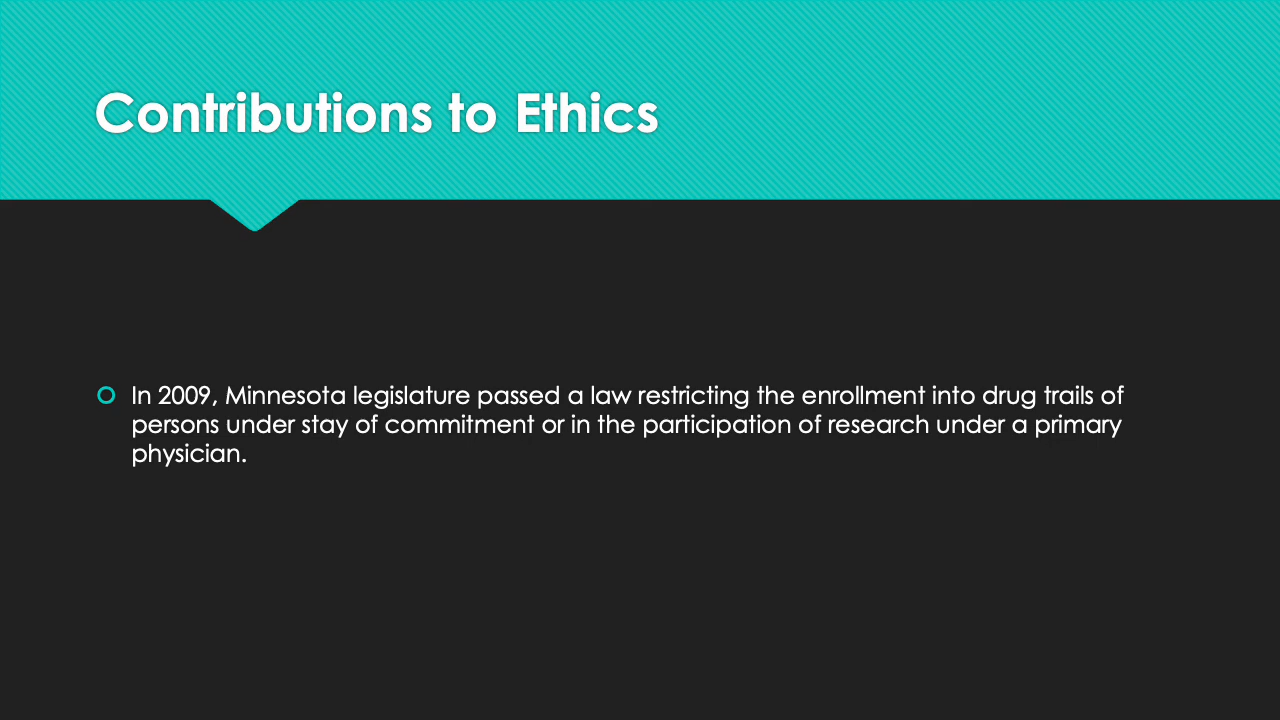 Contributions to Ethics
In 2009, Minnesota legislature passed a law restricting the enrollment into drug trails of
persons under stay of commitment or in the participation of research under a primary
physician.